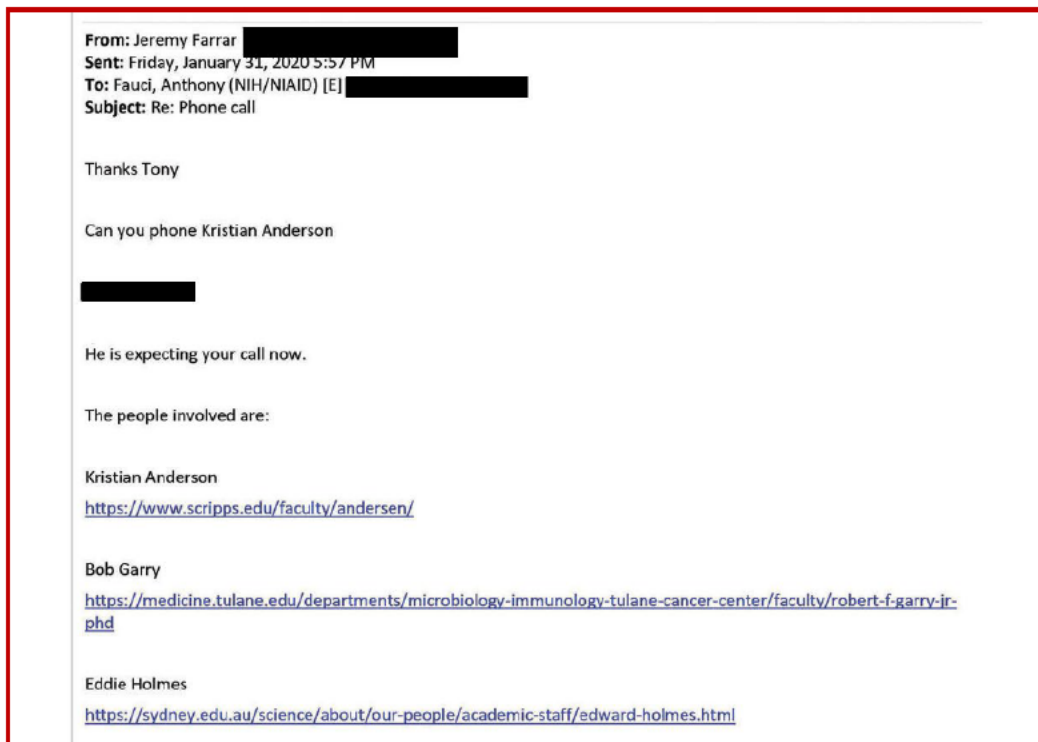 From: Jeremy Farrar
Sent: Friday, January 31, 2020 5:57 PM
To: Fauci, Anthony (NIH/NIAID) [E]
Subject: Re: Phone call
Thanks Tony
Can you phone Kristian Anderson
He is expecting your call now.
The people involved are:
Kristian Anderson
https://www.scripps.edu/faculty/andersen/
Bob Garry
https://medicine.tulane.edu/departments/microbiology-immunology-tulane-cancer-center/faculty/robert-f-garry-jr-
phd
Eddie Holmes
https://sydney.edu.au/science/about/our-people/academic-staff/edward-holmes.html